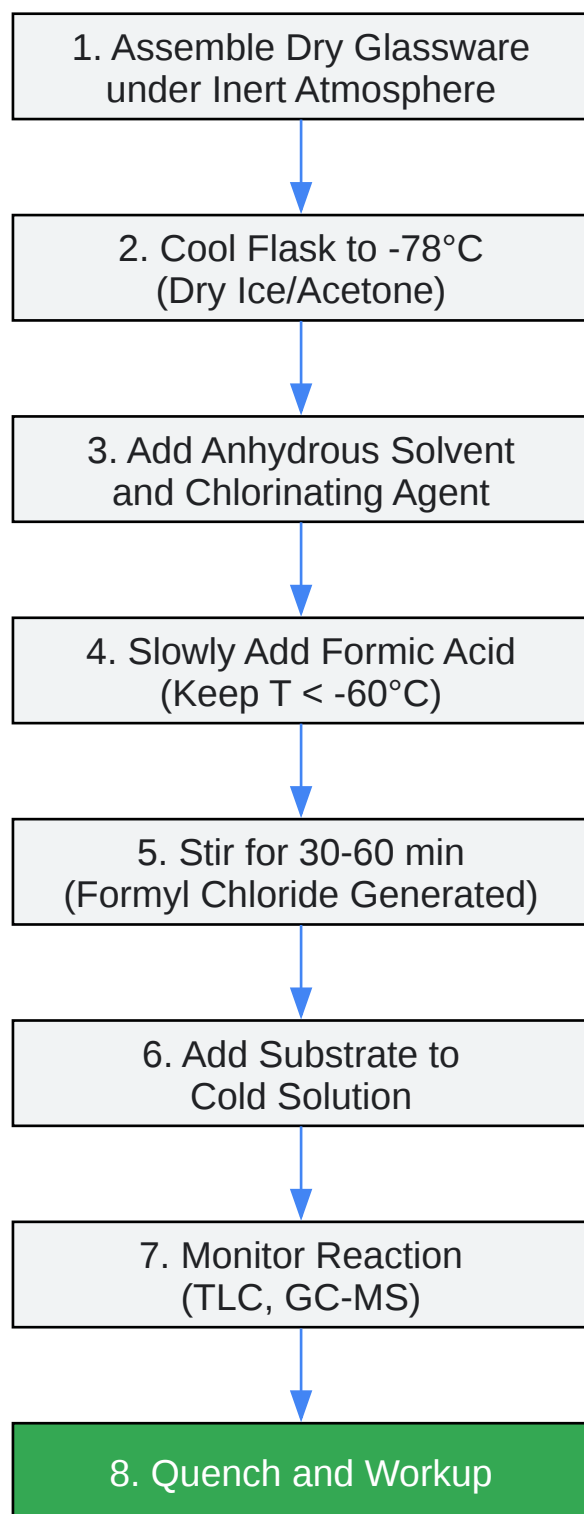 1. Assemble Dry Glassware
under Inert Atmosphere
2. Cool Flask to -78°C
(Dry Ice/Acetone)
3. Add Anhydrous Solvent
and Chlorinating Agent
4. Slowly Add Formic Acid
(Keep T < -60°C)
5. Stir for 30-60 min
(Formyl Chloride Generated)
6. Add Substrate to
Cold Solution
7. Monitor Reaction
(TLC, GC-MS)
8. Quench and Workup